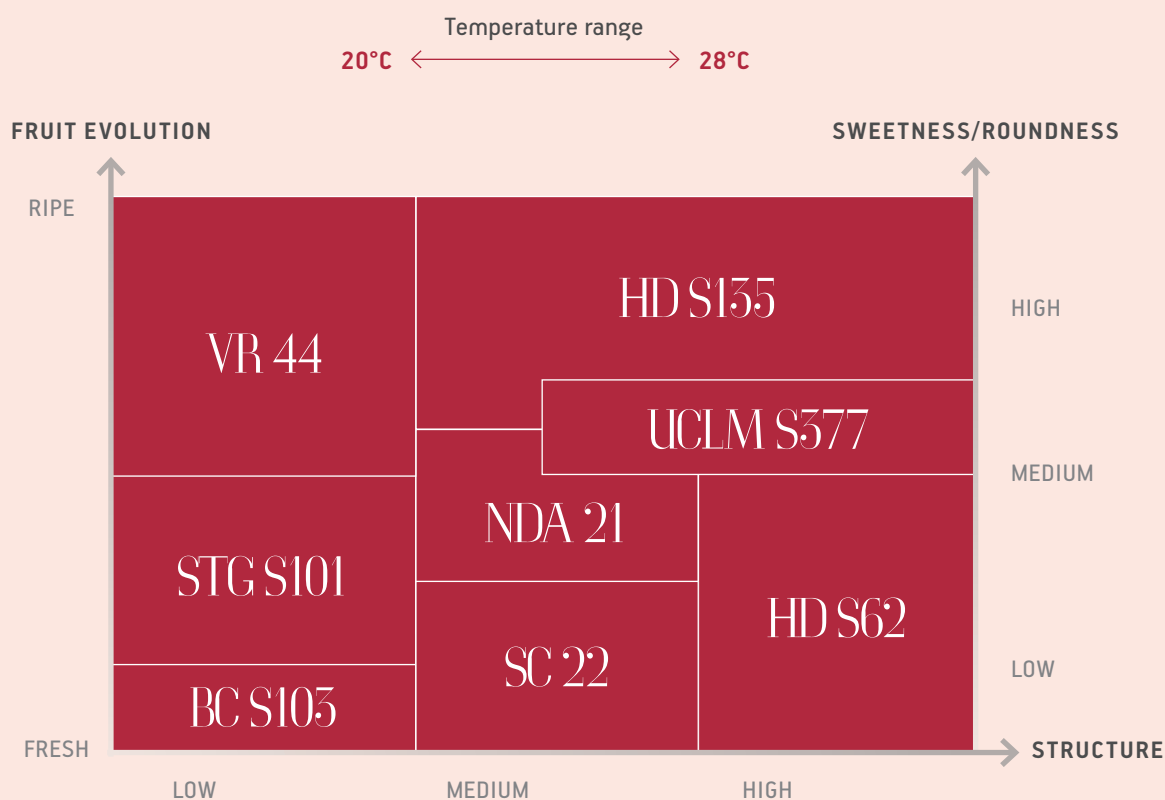 Temperature range
20°C 28°C
FRUIT EVOLUTION SWEETNESS/ROUNDNESS
RIPE
HD S135 HIGH
VR 44
UCLM S377
MEDIUM
NDA 21
STG S101
HD S62
SC 22 LOW
BC S103
FRESH STRUCTURE
LOW MEDIUM HIGH